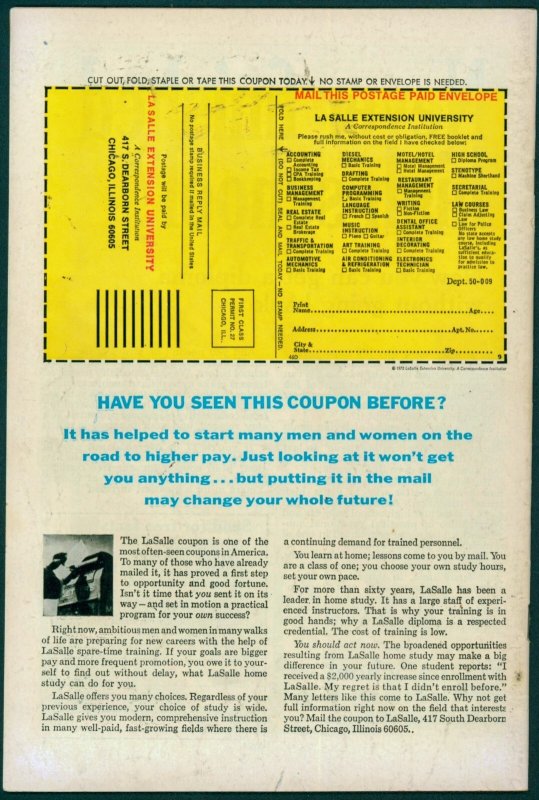 CUT OUT, FOLD, STAPLE OR TAPE THIS COUPON TODAY. ↓ NO STAMP OR ENVELOPE IS NEEDED.
MAIL THIS POSTAGE PAID ENVELOPE
LA SALLE EXTENSION UNIVERSITY
A Correspondence Institution
Please rush me, without cost or obligation, FREE booklet and
full information on the field I have checked below:
ACCOUNTING
☐ Complete
Accounting
☐ Income Tax
☐ CPA Training
☐ Bookkeeping
BUSINESS
MANAGEMENT
☐ Management
Training
REAL ESTATE
☐ Complete Real
Estate
☐ Real Estate
Brokerage
TRAFFIC &
TRANSPORTATION
☐ Complete Training
AUTOMOTIVE
MECHANICS
☐ Basic Training
DIESEL
MECHANICS
☐ Basic Training
DRAFTING
☐ Complete Training
COMPUTER
PROGRAMMING
☐ Basic Training
LANGUAGE
INSTRUCTION
☐ French ☐ Spanish
MUSIC
INSTRUCTION
☐ Piano ☐ Guitar
ART TRAINING
☐ Basic Training
AIR CONDITIONING
& REFRIGERATION
☐ Basic Training
MOTEL/HOTEL
MANAGEMENT
☐ Motel Management
☐ Hotel Management
RESTAURANT
MANAGEMENT
☐ Management
Training
WRITING
☐ Fiction
☐ Non-Fiction
DENTAL OFFICE
ASSISTANT
☐ Complete Training
INTERIOR
DECORATING
☐ Complete Training
ELECTRONICS
TECHNICIAN
☐ Basic Training
HIGH SCHOOL
☐ Diploma Program
STENOTYPE
☐ Machine Shorthand
SECRETARIAL
☐ Complete Training
LAW COURSES
☐ Business Law
☐ Claim Adjusting
Law
☐ Law for Police
Officers
No state accepts
any law home study
course, including
LaSalle's, as
sufficient educa-
tion to qualify
for admission to
practice law.
Dept. 50-009
Print
Name
Age
Address
Apt. No.
City &
State
Zip
460
9
FOLD HERE → (DO NOT CUT) SEAL AND MAIL TODAY—NO STAMP NEEDED.
BUSINESS REPLY MAIL
No postage stamp required if mailed in the United States
Postage will be paid by
LA SALLE EXTENSION UNIVERSITY
A Correspondence Institution
417 S. DEARBORN STREET
CHICAGO, ILLINOIS 60605
FIRST CLASS
PERMIT NO. 27
CHICAGO, ILL.
© 1973 LaSalle Extension University, A Correspondence Institution
HAVE YOU SEEN THIS COUPON BEFORE?
It has helped to start many men and women on the
road to higher pay. Just looking at it won't get
you anything...but putting it in the mail
may change your whole future!
The LaSalle coupon is one of the
most often-seen coupons in America.
To many of those who have already
mailed it, it has proved a first step
to opportunity and good fortune.
Isn't it time that you sent it on its
way—and set in motion a practical
program for your own success?
Right now, ambitious men and women in many walks
of life are preparing for new careers with the help of
LaSalle spare-time training. If your goals are bigger
pay and more frequent promotion, you owe it to your-
self to find out without delay, what LaSalle home
study can do for you.
LaSalle offers you many choices. Regardless of your
previous experience, your choice of study is wide.
LaSalle gives you modern, comprehensive instruction
in many well-paid, fast-growing fields where there is
a continuing demand for trained personnel.
You learn at home; lessons come to you by mail. You
are a class of one; you choose your own study hours,
set your own pace.
For more than sixty years, LaSalle has been a
leader in home study. It has a large staff of experi-
enced instructors. That is why your training is in
good hands; why a LaSalle diploma is a respected
credential. The cost of training is low.
You should act now. The broadened opportunities
resulting from LaSalle home study may make a big
difference in your future. One student reports: "I
received a $2,000 yearly increase since enrollment with
LaSalle. My regret is that I didn't enroll before."
Many letters like this come to LaSalle. Why not get
full information right now on the field that interests
you? Mail the coupon to LaSalle, 417 South Dearborn
Street, Chicago, Illinois 60605..